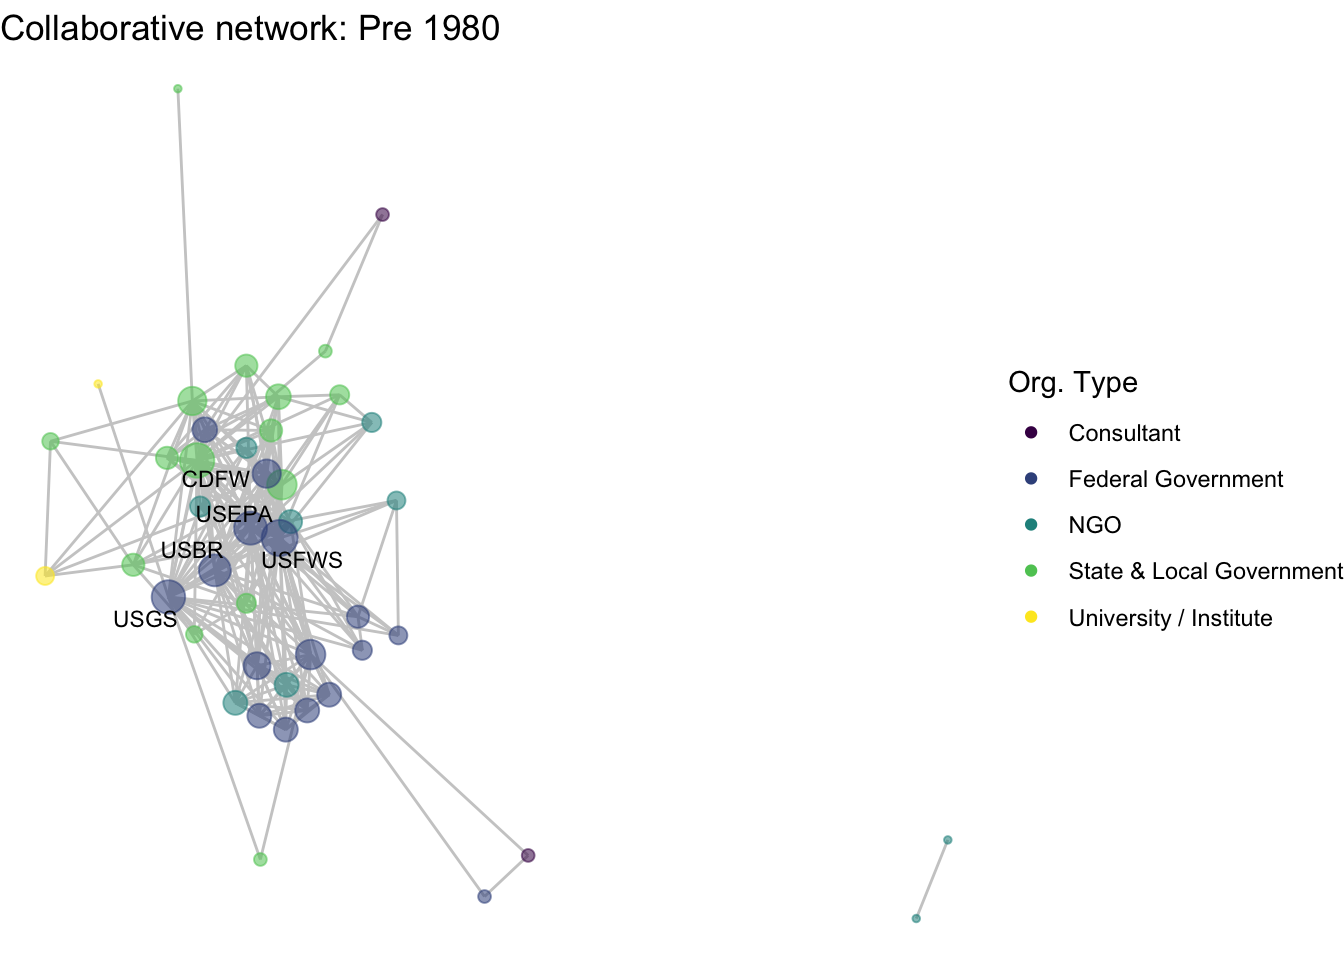 Collaborative network: Pre 1980
CDFW
USEPA
USBR
USFWS
USGS
Org. Type
Consultant
Federal Government
NGO
State & Local Government
University / Institute